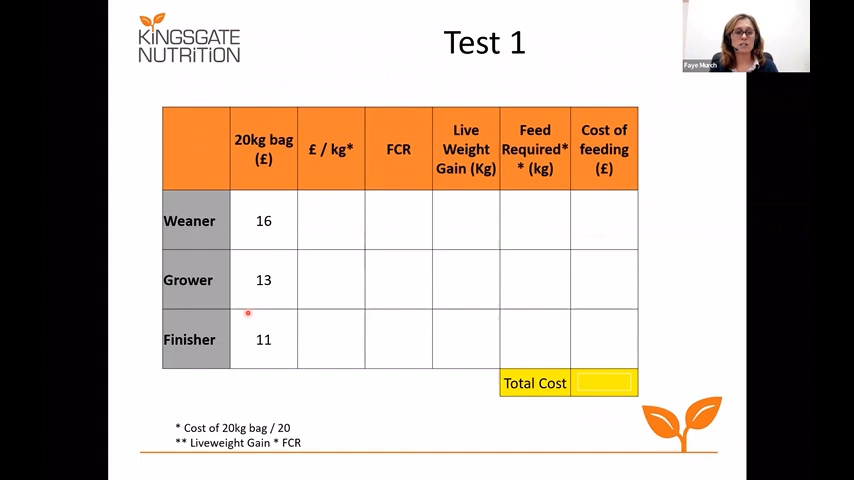 KINGSGATE
NUTRITION
Test 1
Faye Murch
20kg bag
(£)
£ / kg*
FCR
Live
Weight
Gain (Kg)
Feed
Required*
* (kg)
Cost of
feeding
(£)
Weaner 16
Grower 13
Finisher 11
Total Cost
* Cost of 20kg bag / 20
** Liveweight Gain * FCR